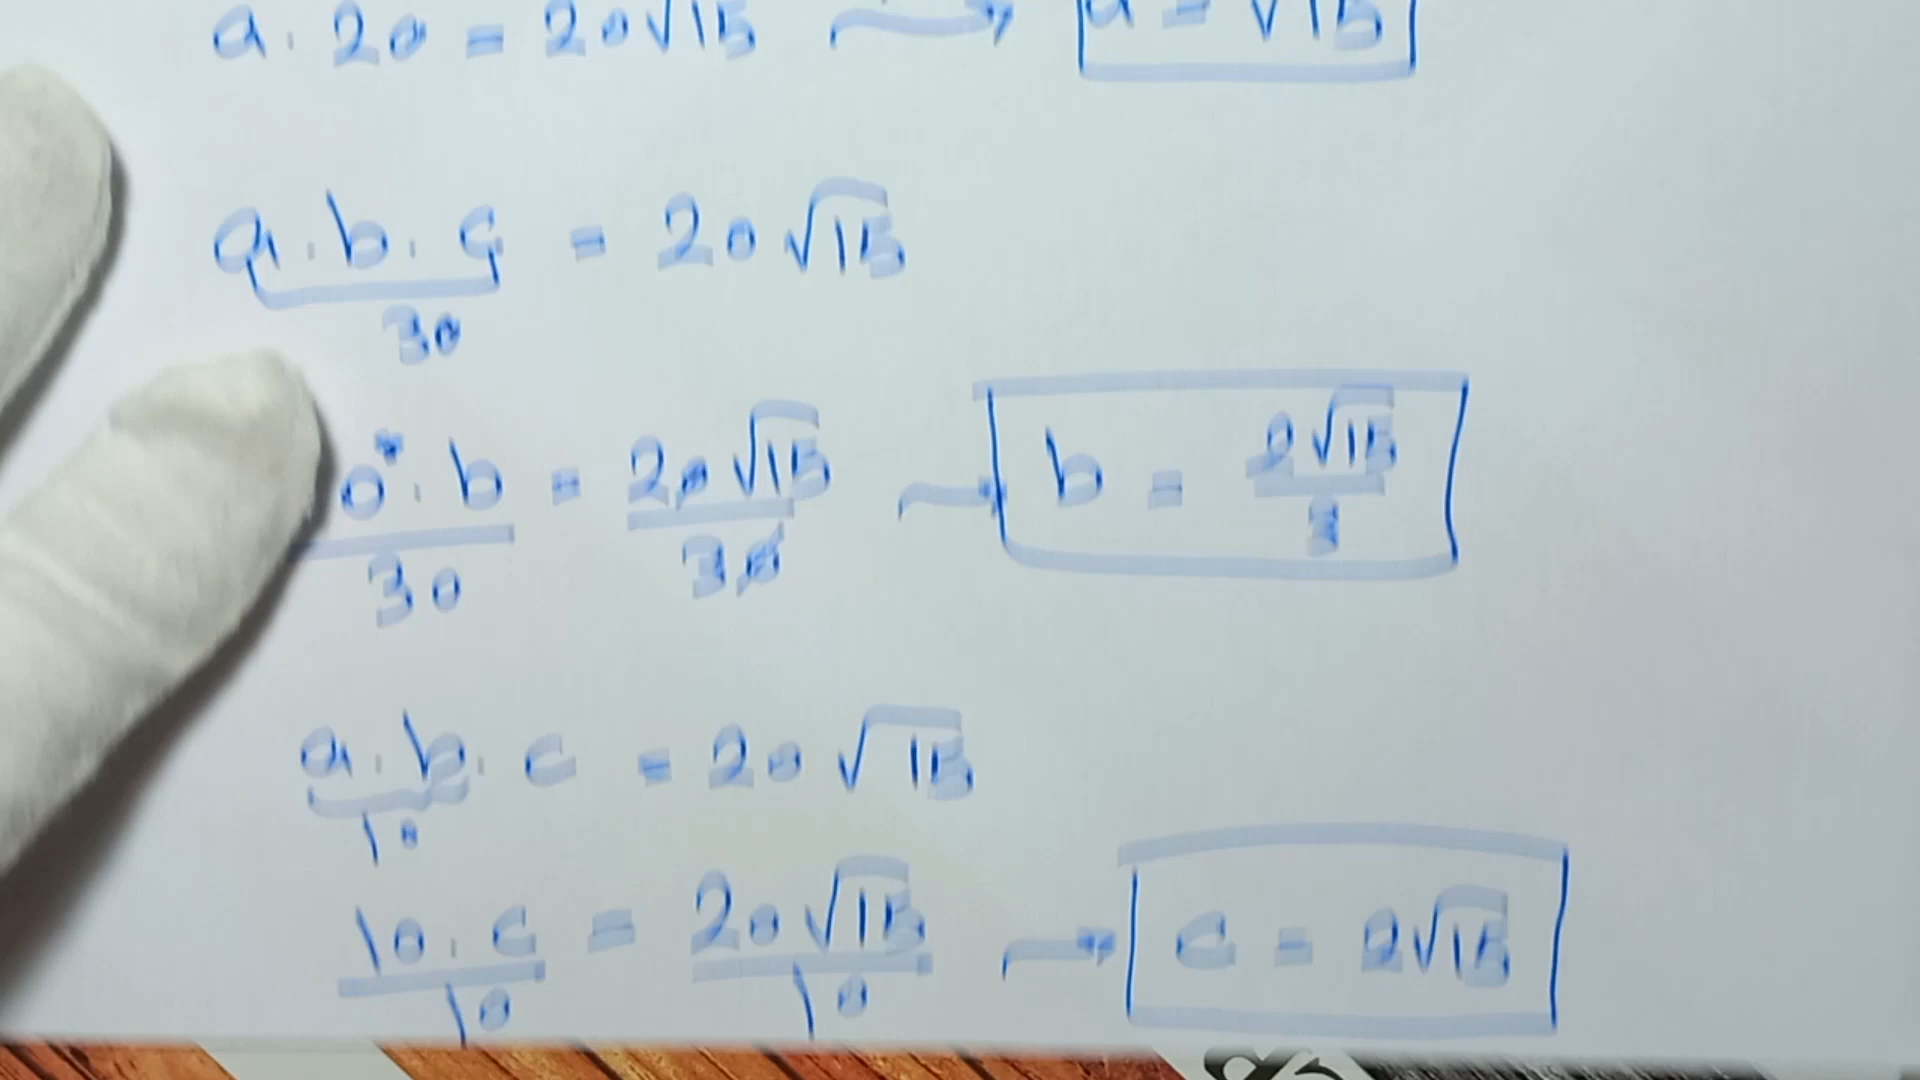 a . 20 = 20√15 → a = √15
a . b . c = 20√15
30
0 . b = 20√15 → b = 2√15
30 30 3
a . b . c = 20√15
10
10 . c = 20√15 → c = 2√15
10 10